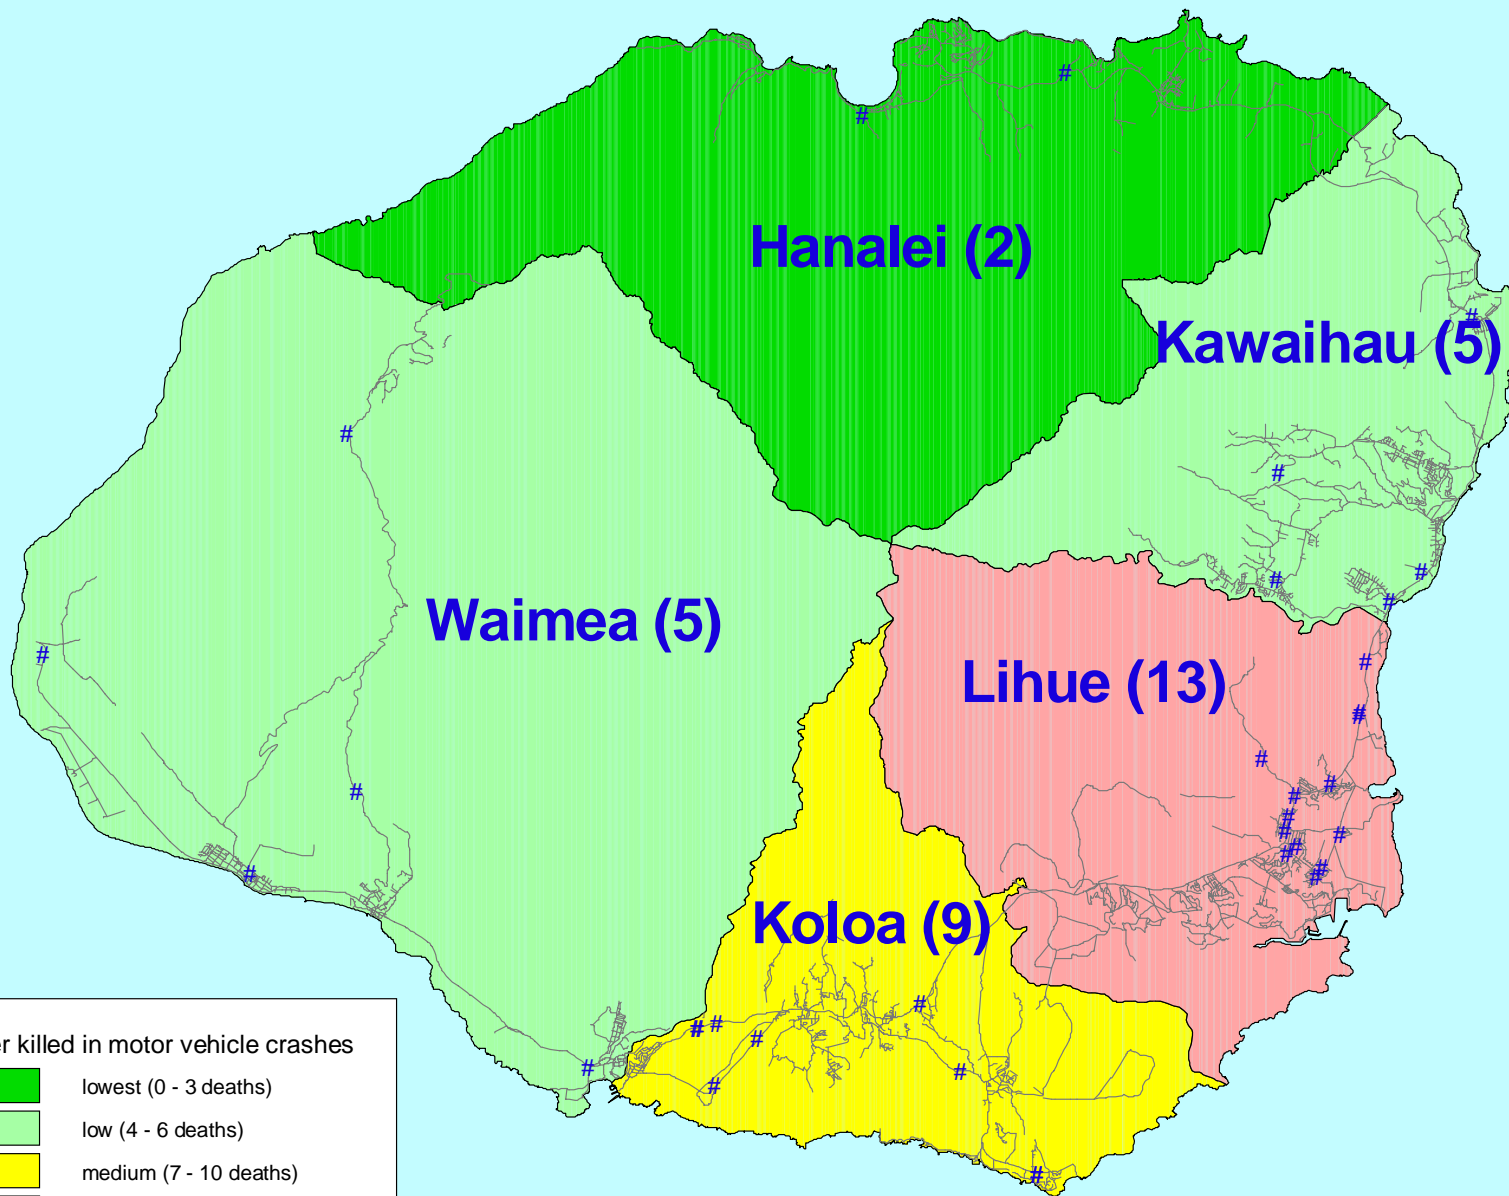 Hanalei (2)
Kawaihau (5)
Waimea (5)
Lihue (13)
Koloa (9)
killed in motor vehicle crashes
lowest (0 - 3 deaths)
low (4 - 6 deaths)
medium (7 - 10 deaths)